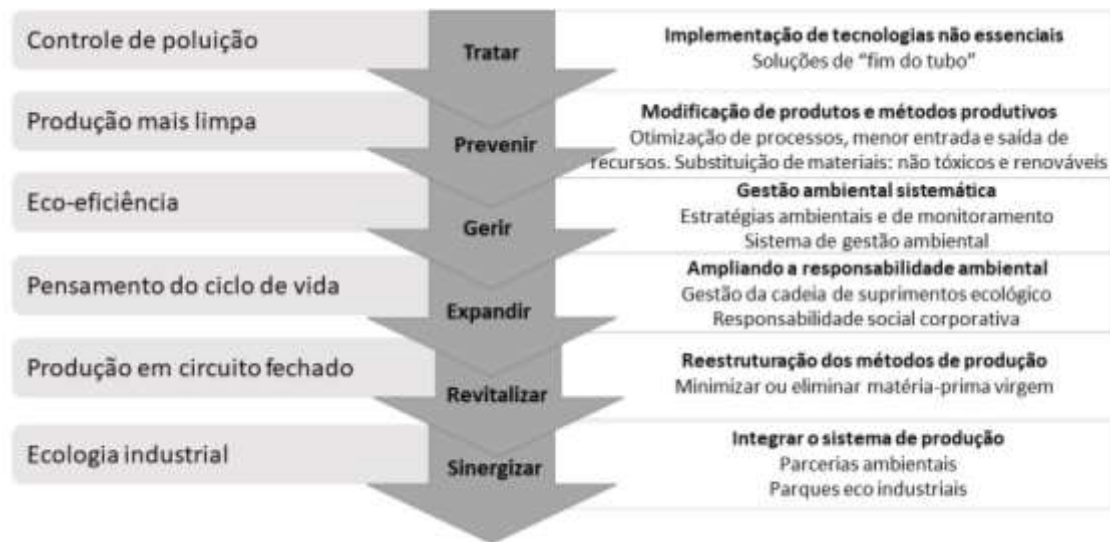 Controle de poluição
Tratar
Implementação de tecnologias não essenciais
Soluções de “fim do tubo”
Produção mais limpa
Prevenir
Modificação de produtos e métodos produtivos
Otimização de processos, menor entrada e saída de
recursos. Substituição de materiais: não tóxicos e renováveis
Eco-eficiência
Gerir
Gestão ambiental sistemática
Estratégias ambientais e de monitoramento
Sistema de gestão ambiental
Pensamento do ciclo de vida
Expandir
Ampliando a responsabilidade ambiental
Gestão da cadeia de suprimentos ecológico
Responsabilidade social corporativa
Produção em circuito fechado
Revitalizar
Reestruturação dos métodos de produção
Minimizar ou eliminar matéria-prima virgem
Ecologia industrial
Sinergizar
Integrar o sistema de produção
Parcerias ambientais
Parques eco industriais